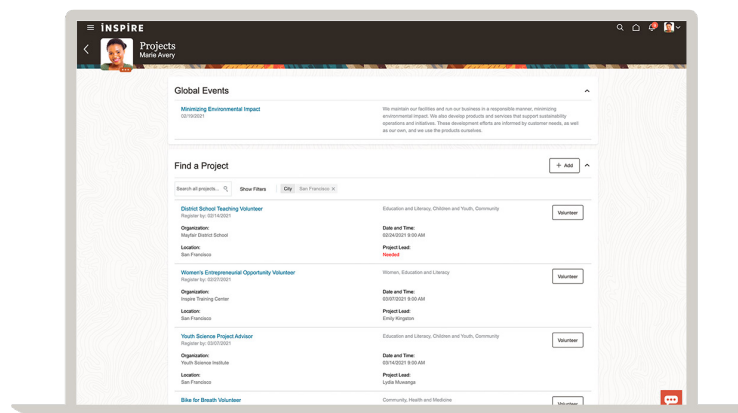 INSPIRE
Projects
Marie Avery
Global Events
Minimizing Environmental Impact
02/10/2021
We maintain our facilities and run our business in a responsible manner, minimizing
environmental impact. We also develop products and services that support sustainability
operations and initiatives. These development efforts are informed by customer needs, as well
as our own, and we use the products ourselves.
Find a Project
+ Add
Search all projects...
Show Filters
City San Francisco ×
District School Teaching Volunteer
Register by: 02/14/2021
Education and Literacy, Children and Youth, Community
Volunteer
Organization:
Mayfair District School
Date and Time:
02/24/2021 9:00 AM
Location:
San Francisco
Project Lead:
Needed
Women's Entrepreneurial Opportunity Volunteer
Register by: 03/27/2021
Women, Education and Literacy
Volunteer
Organization:
Inspire Training Center
Date and Time:
03/07/2021 9:00 AM
Location:
San Francisco
Project Lead:
Emily Kingston
Youth Science Project Advisor
Register by: 03/07/2021
Education and Literacy, Children and Youth, Community
Volunteer
Organization:
Youth Science Institute
Date and Time:
03/14/2021 9:00 AM
Location:
San Francisco
Project Lead:
Lydia Muwanga
Bike for Breath Volunteer
Community, Health and Medicine
Volunteer